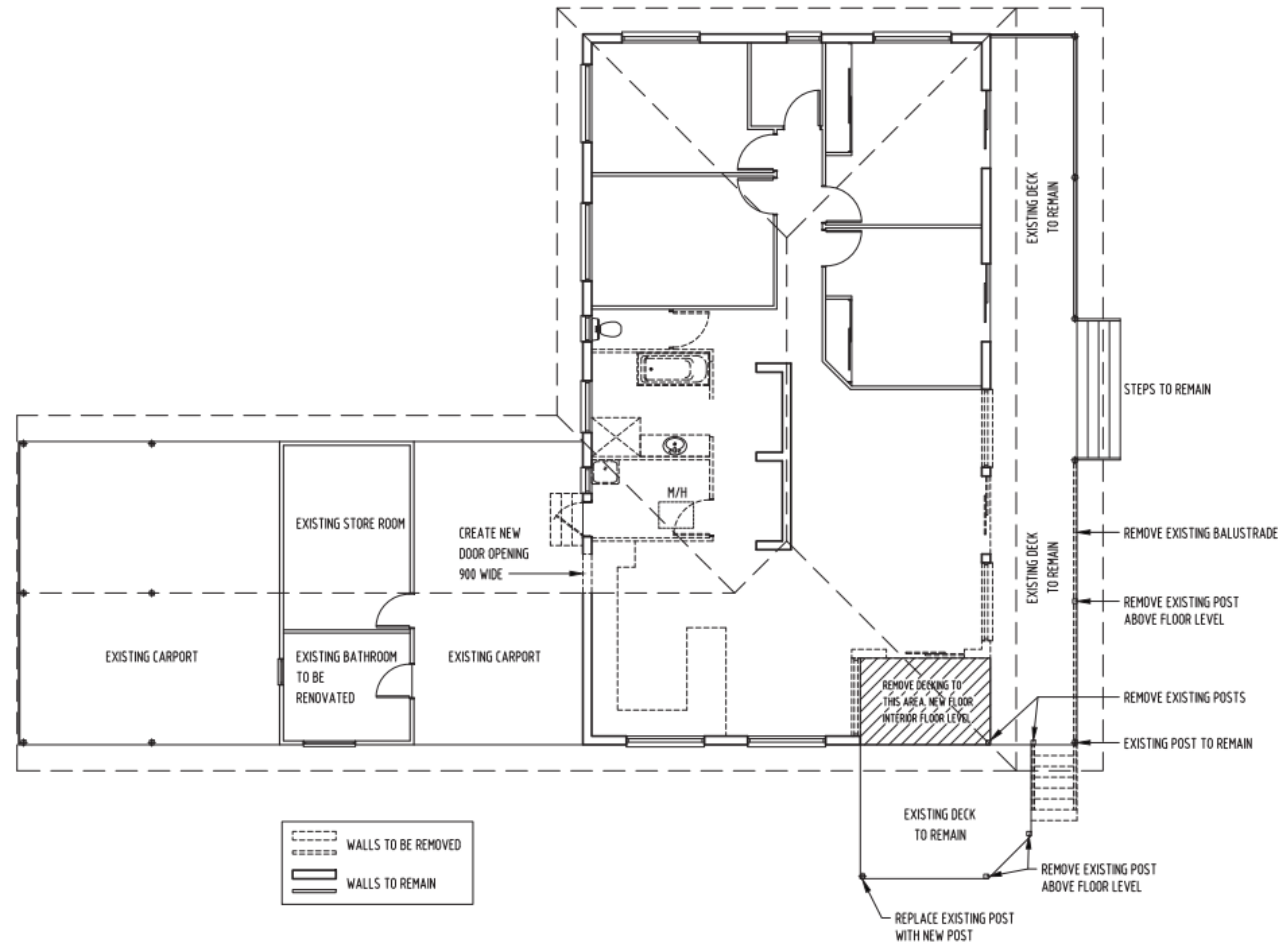 EXISTING DECK
TO REMAIN
STEPS TO REMAIN
EXISTING STORE ROOM
M/H
CREATE NEW
DOOR OPENING
900 WIDE
REMOVE EXISTING BALUSTRADE
EXISTING DECK
TO REMAIN
REMOVE EXISTING POST
ABOVE FLOOR LEVEL
EXISTING CARPORT
EXISTING BATHROOM
TO BE
RENOVATED
EXISTING CARPORT
REMOVE DECKING TO
THIS AREA. NEW FLOOR
INTERIOR FLOOR LEVEL
REMOVE EXISTING POSTS
EXISTING POST TO REMAIN
EXISTING DECK
TO REMAIN
WALLS TO BE REMOVED
WALLS TO REMAIN
REMOVE EXISTING POST
ABOVE FLOOR LEVEL
REPLACE EXISTING POST
WITH NEW POST